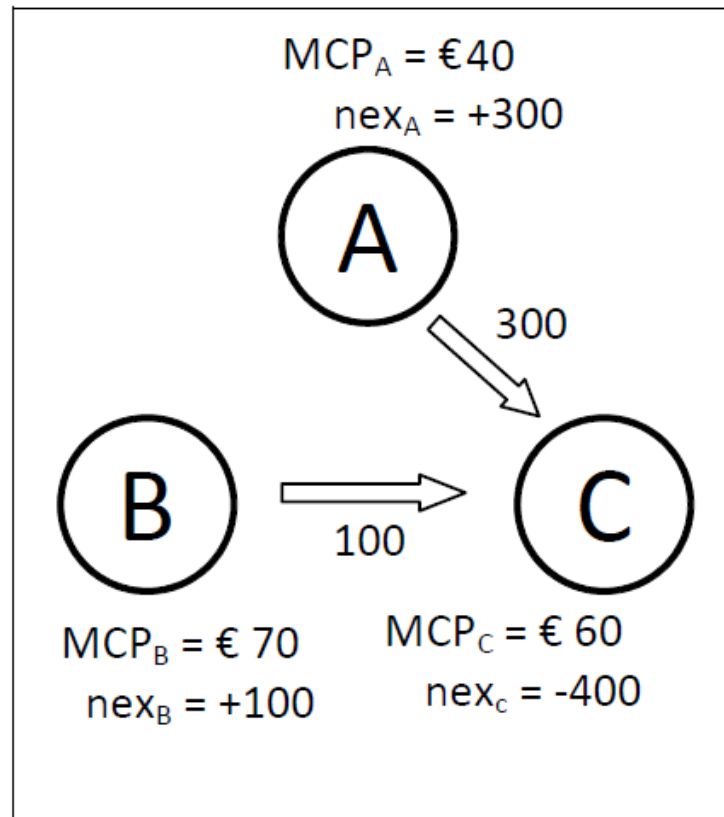 MCP_A = €40
nex_A = +300
A
300
B
C
100
MCP_B = € 70
nex_B = +100
MCP_C = € 60
nex_c = -400